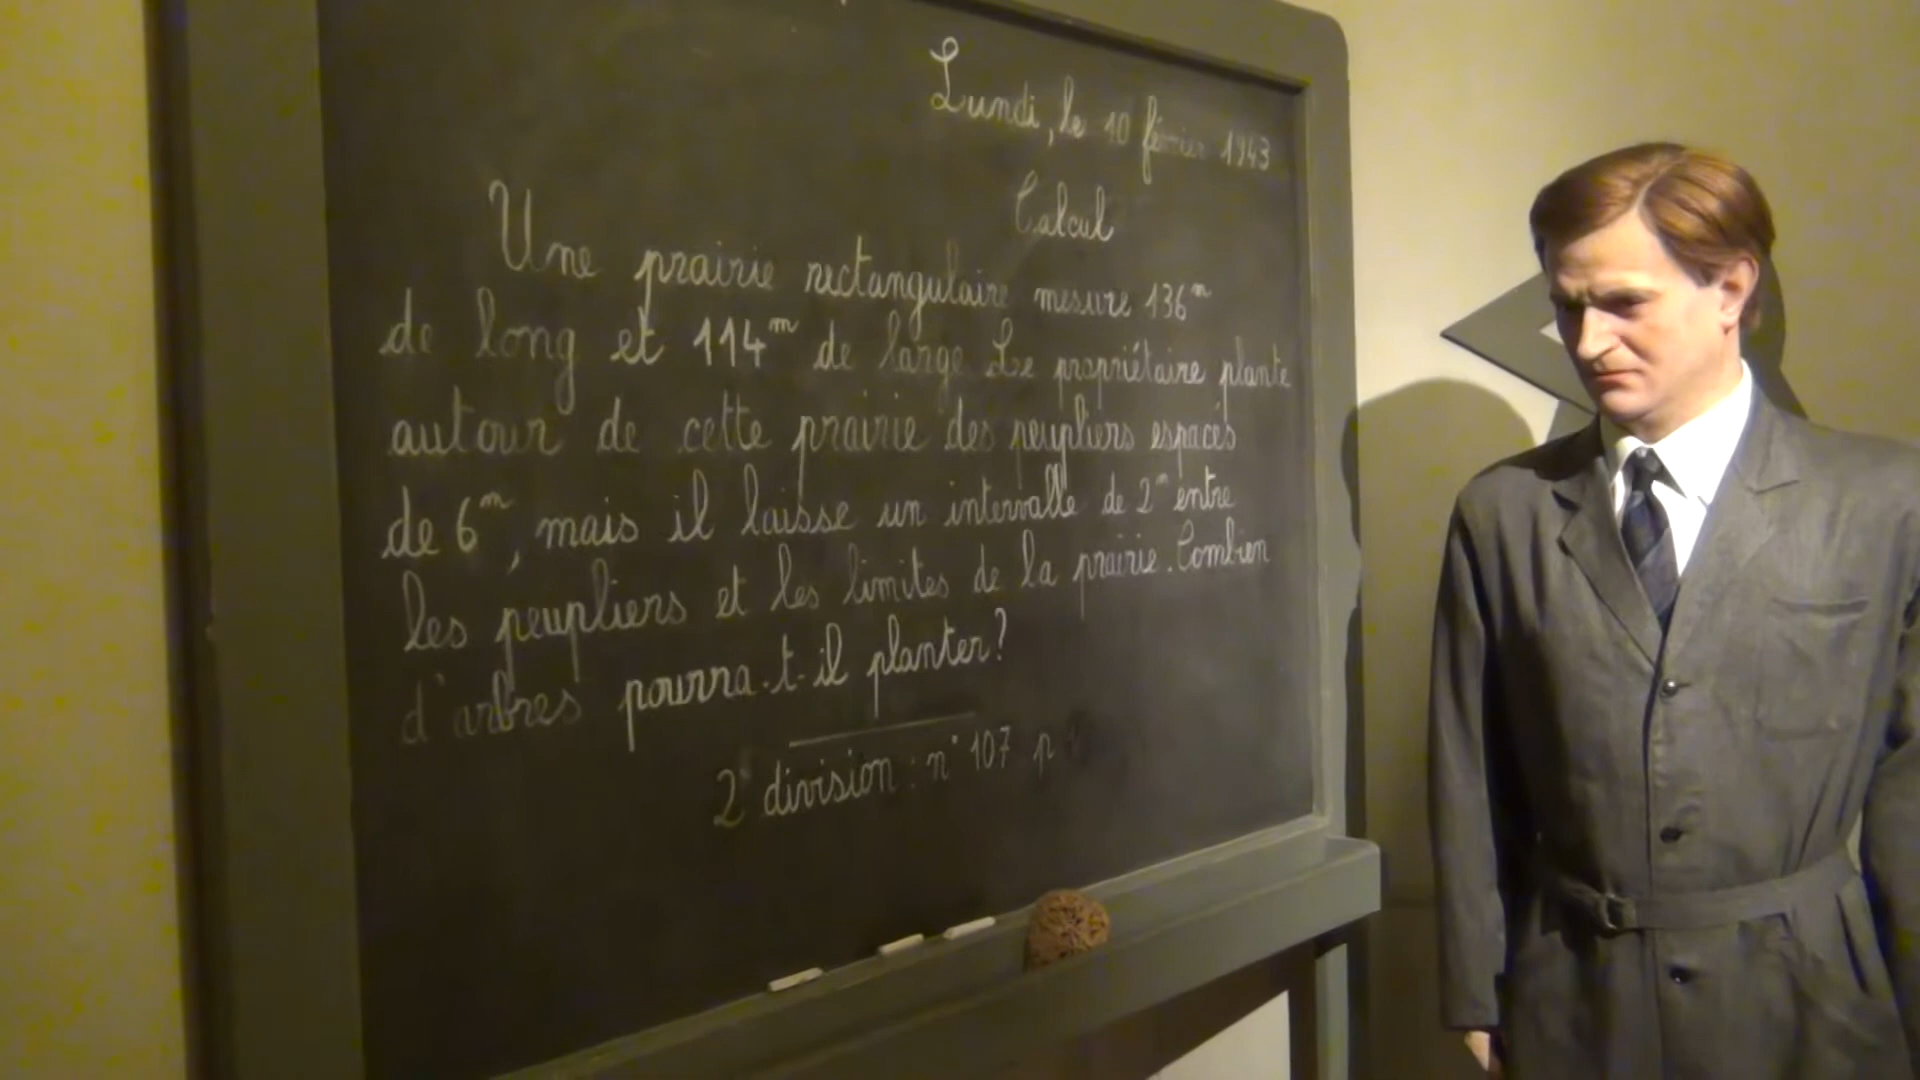 Lundi, le 10 février 1943
Calcul
Une prairie rectangulaire mesure 136m
de long et 114m de large. Le propriétaire plante
autour de cette prairie des peupliers espacés
de 6m, mais il laisse un intervalle de 2m entre
les peupliers et les limites de la prairie. Combien
d'arbres pourra-t-il planter?
2e division : n° 107 p